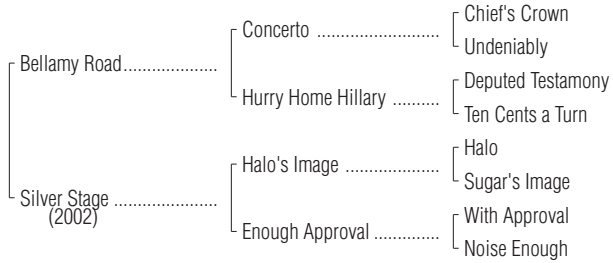 Chief's Crown
Concerto ......................
Undeniably
Bellamy Road...................
Deputed Testamony
Hurry Home Hillary ..........
Ten Cents a Turn
Halo
Halo's Image ..................
Sugar's Image
Silver Stage .....................
(2002)
With Approval
Enough Approval .............
Noise Enough